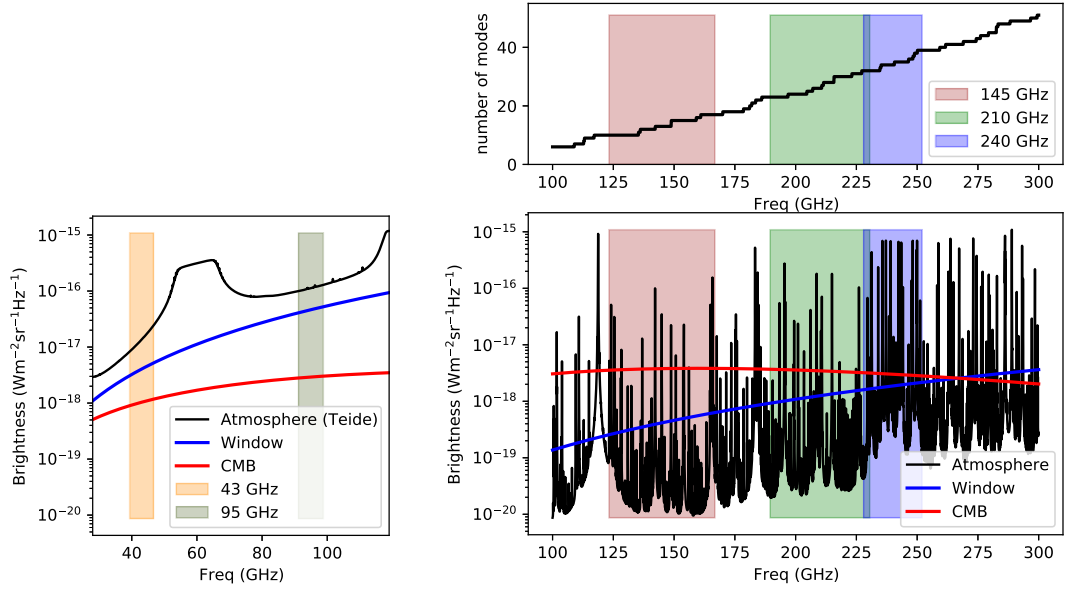 number of modes
40
20
0
145 GHz
210 GHz
240 GHz
100 125 150 175 200 225 250 275 300
Freq (GHz)
Brightness (Wm⁻²sr⁻¹Hz⁻¹)
10⁻¹⁵
10⁻¹⁶
10⁻¹⁷
10⁻¹⁸
10⁻¹⁹
10⁻²⁰
Atmosphere (Teide)
Window
CMB
43 GHz
95 GHz
40 60 80 100
Freq (GHz)
Brightness (Wm⁻²sr⁻¹Hz⁻¹)
10⁻¹⁵
10⁻¹⁶
10⁻¹⁷
10⁻¹⁸
10⁻¹⁹
10⁻²⁰
Atmosphere
Window
CMB
100 125 150 175 200 225 250 275 300
Freq (GHz)